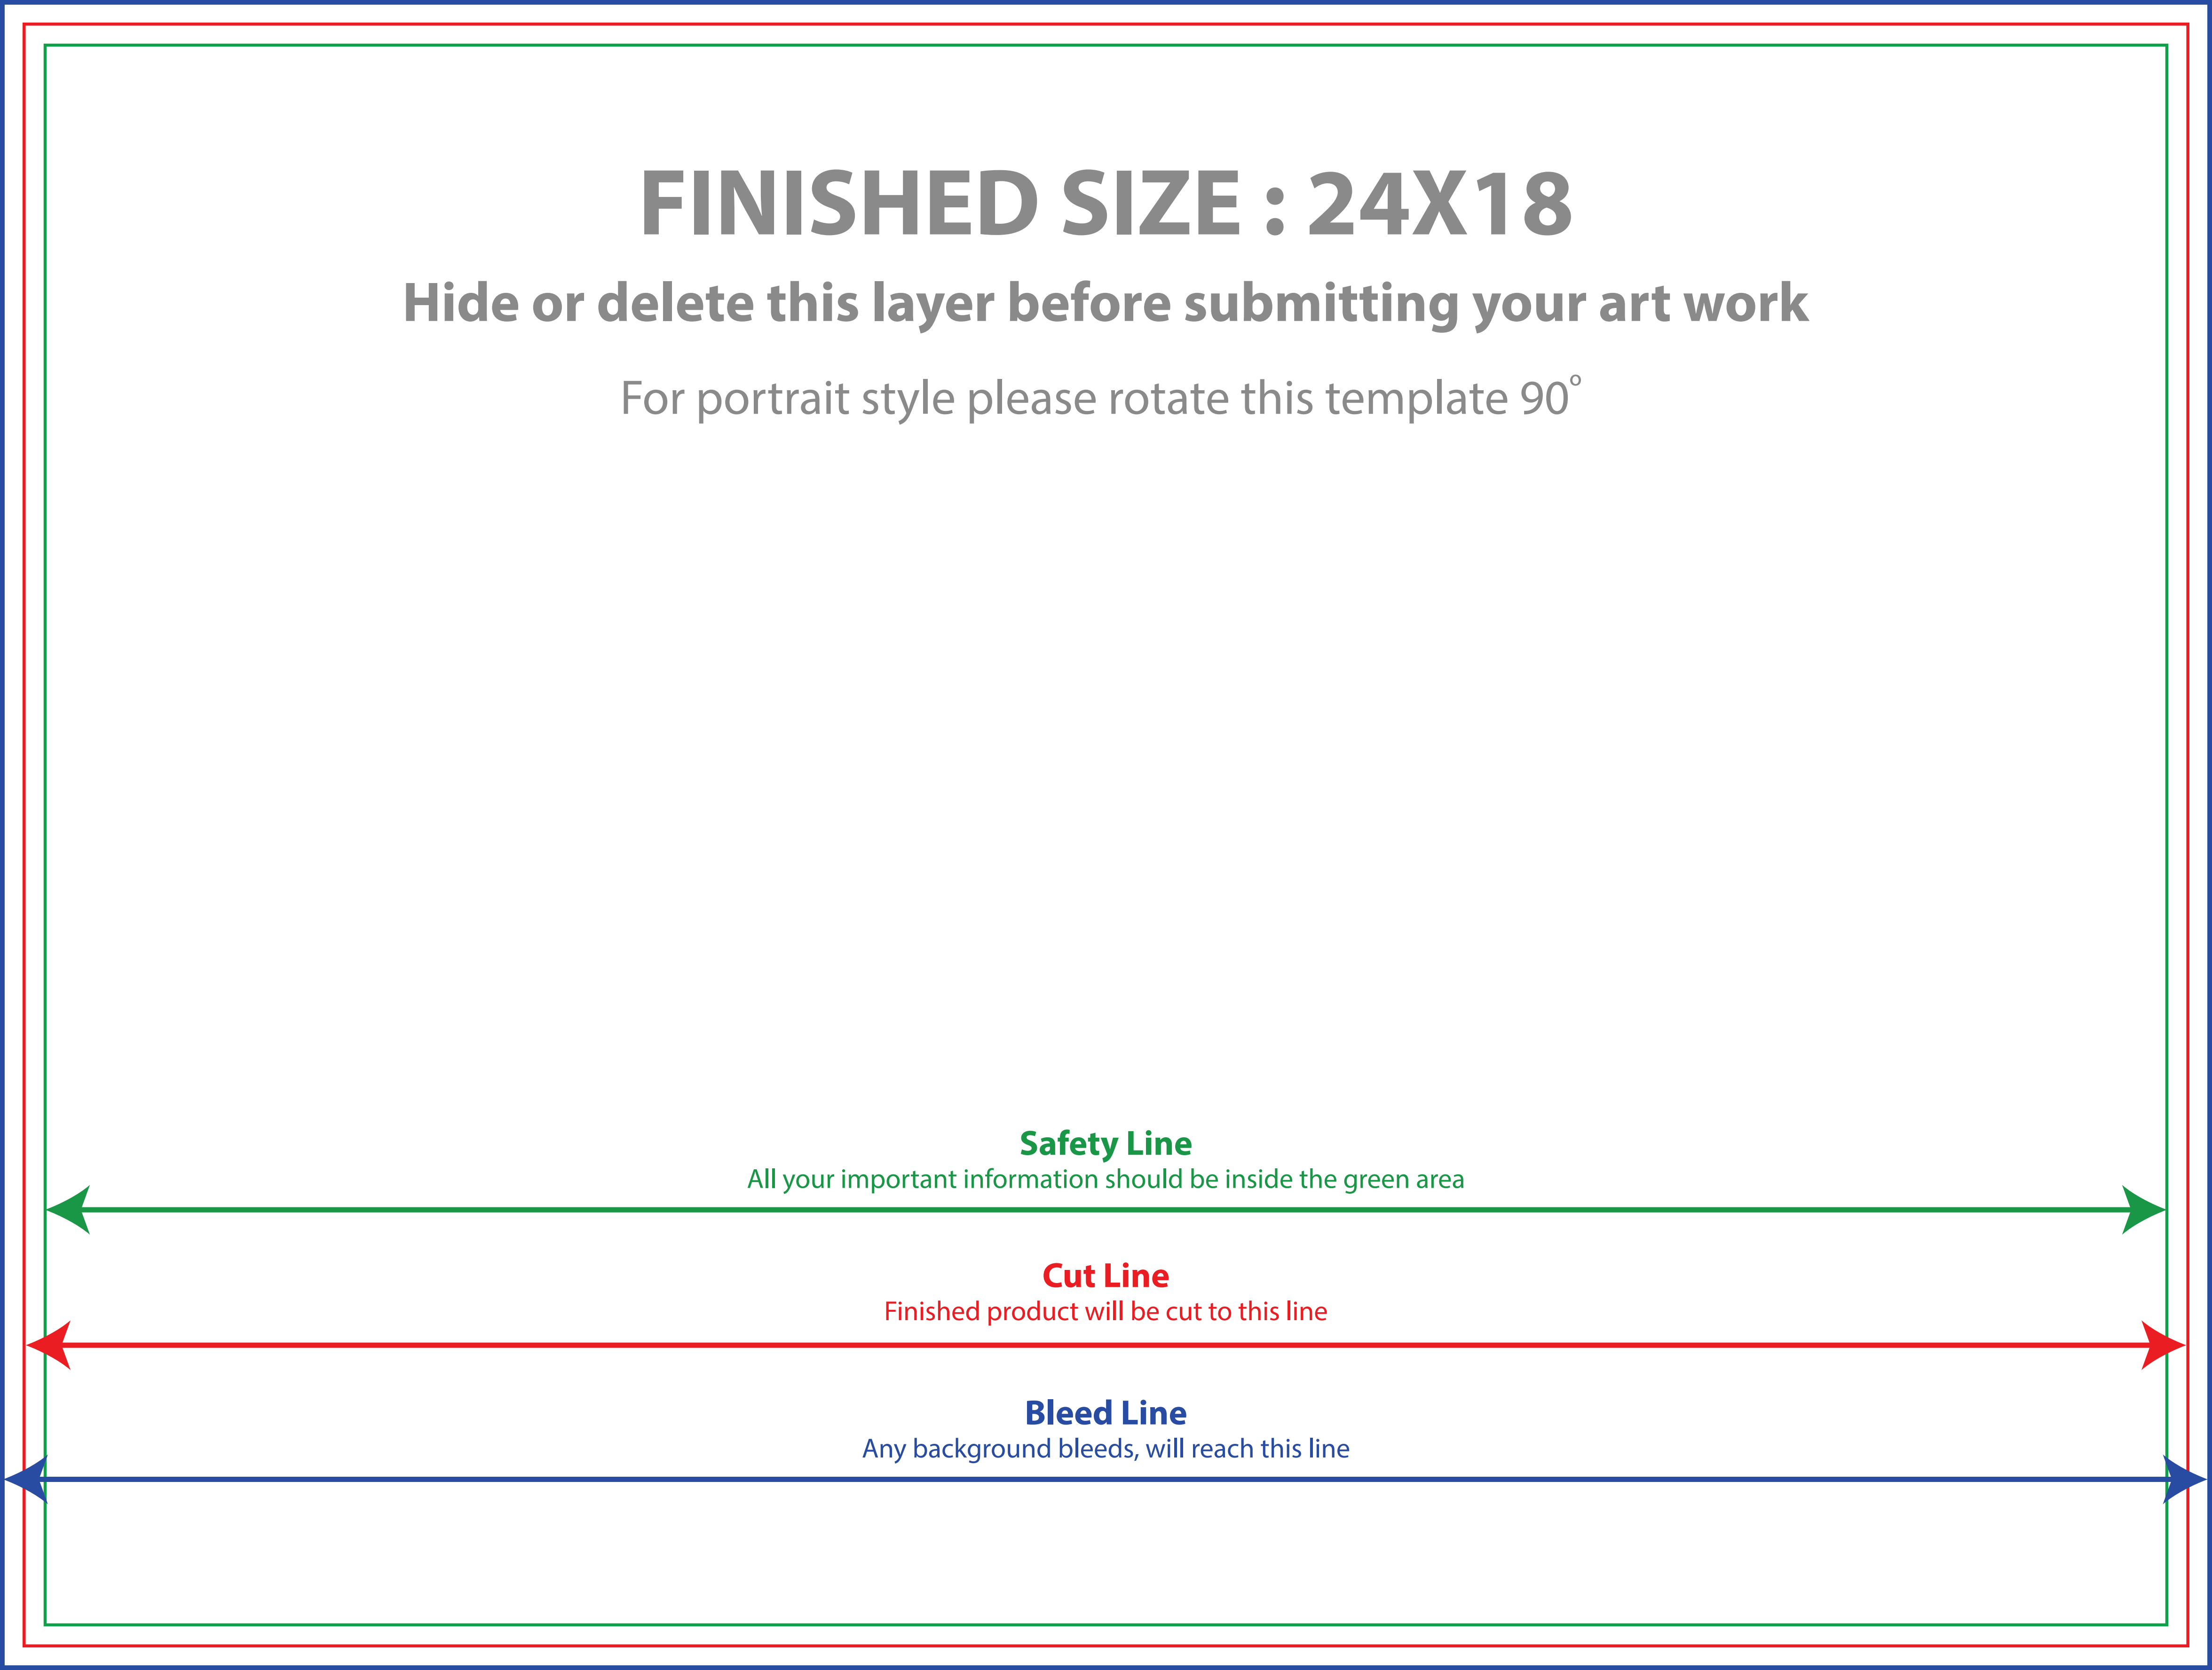 FINISHED SIZE : 24X18
Hide or delete this layer before submitting your art work
For portrait style please rotate this template 90°
Safety Line
All your important information should be inside the green area
Cut Line
Finished product will be cut to this line
Bleed Line
Any background bleeds, will reach this line